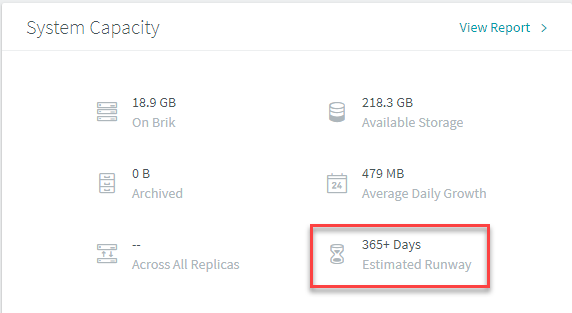 System Capacity
View Report >
18.9 GB
On Brik
218.3 GB
Available Storage
0 B
Archived
24
479 MB
Average Daily Growth
--
Across All Replicas
365+ Days
Estimated Runway